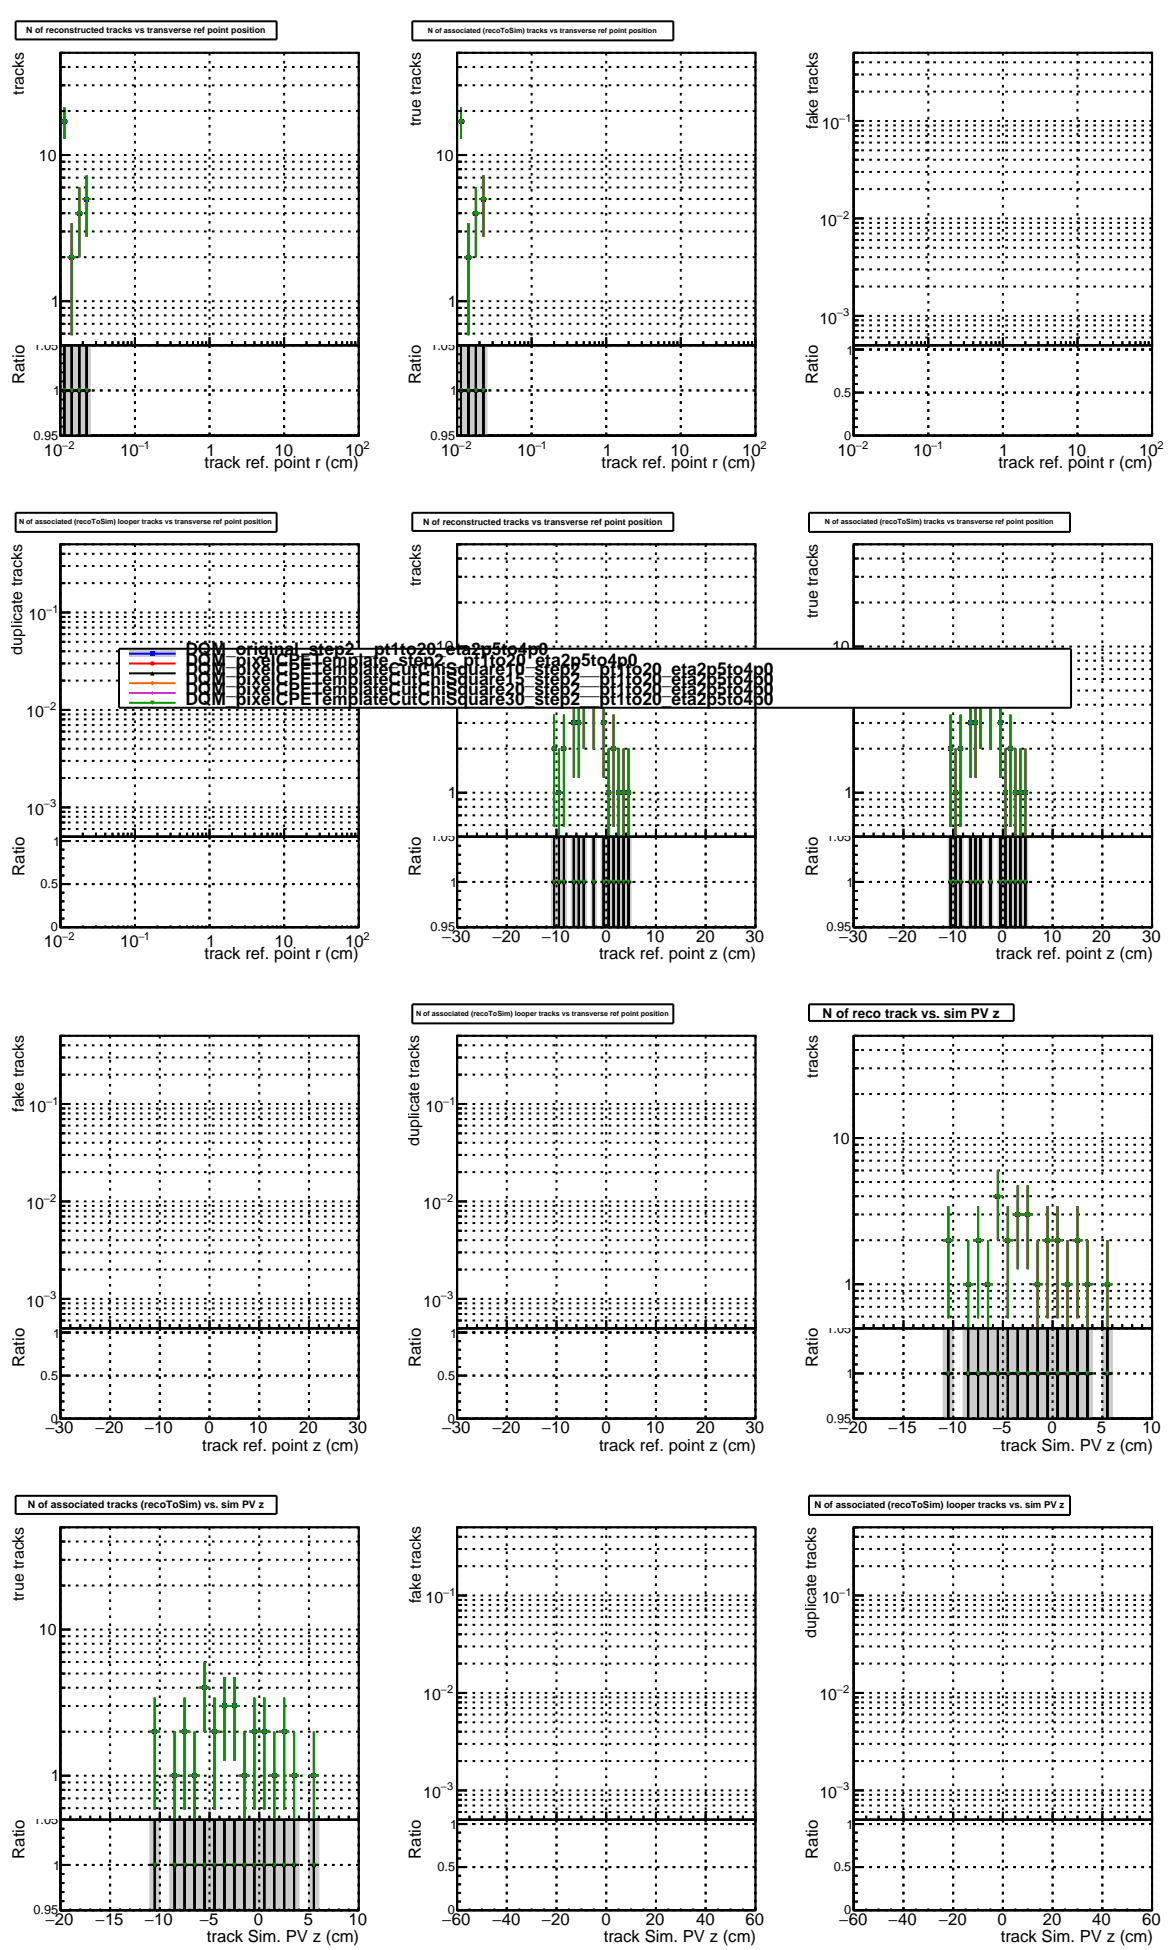 N of reconstructed tracks vs transverse ref point position
tracks
10
1
1.05
Ratio
1
0.95
10−2 10−1 1 10 102
track ref. point r (cm)
N of associated (recoToSim) tracks vs transverse ref point position
true tracks
10
1
1.05
Ratio
1
0.95
10−2 10−1 1 10 102
track ref. point r (cm)
fake tracks
10−1
10−2
10−3
Ratio
1
0.5
0
10−2 10−1 1 10 102
track ref. point r (cm)
N of associated (recoToSim) looper tracks vs transverse ref point position
duplicate tracks
10−1
10−2
10−3
Ratio
1
0.5
0
10−2 10−1 1 10 102
track ref. point r (cm)
N of reconstructed tracks vs transverse ref point position
tracks
10
1
1.05
Ratio
1
0.95
−30 −20 −10 0 10 20 30
track ref. point z (cm)
N of associated (recoToSim) tracks vs transverse ref point position
true tracks
10
1
1.05
Ratio
1
0.95
−30 −20 −10 0 10 20 30
track ref. point z (cm)
DQM_original_step2__pt1to20_eta2p5to4p0
DQM_pixelCPETemplate_step2__pt1to20_eta2p5to4p0
DQM_pixelCPETemplateCutChiSquare10_step2__pt1to20_eta2p5to4p0
DQM_pixelCPETemplateCutChiSquare15_step2__pt1to20_eta2p5to4p0
DQM_pixelCPETemplateCutChiSquare20_step2__pt1to20_eta2p5to4p0
DQM_pixelCPETemplateCutChiSquare30_step2__pt1to20_eta2p5to4p0
fake tracks
10−1
10−2
10−3
Ratio
1
0.5
0
−30 −20 −10 0 10 20 30
track ref. point z (cm)
N of associated (recoToSim) looper tracks vs transverse ref point position
duplicate tracks
10−1
10−2
10−3
Ratio
1
0.5
0
−30 −20 −10 0 10 20 30
track ref. point z (cm)
N of reco track vs. sim PV z
tracks
10
1
1.05
Ratio
1
0.95
−20 −15 −10 −5 0 5 10
track Sim. PV z (cm)
N of associated tracks (recoToSim) vs. sim PV z
true tracks
10
1
1.05
Ratio
1
0.95
−20 −15 −10 −5 0 5 10
track Sim. PV z (cm)
fake tracks
10−1
10−2
10−3
Ratio
1
0.5
0
−60 −40 −20 0 20 40 60
track Sim. PV z (cm)
N of associated (recoToSim) looper tracks vs. sim PV z
duplicate tracks
10−1
10−2
10−3
Ratio
1
0.5
0
−60 −40 −20 0 20 40 60
track Sim. PV z (cm)